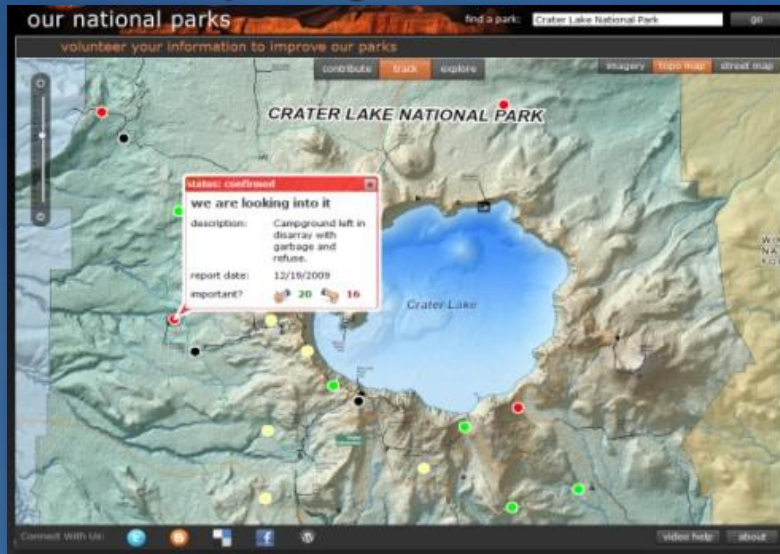 our national parks
find a park: Crater Lake National Park go
volunteer your information to improve our parks
contribute track explore
imagery topo map street map
CRATER LAKE NATIONAL PARK
status: confirmed
we are looking into it
description: Campground left in
disarray with
garbage and
refuse.
report date: 12/19/2009
important? 20 16
Crater Lake
Connect With Us:
video help about